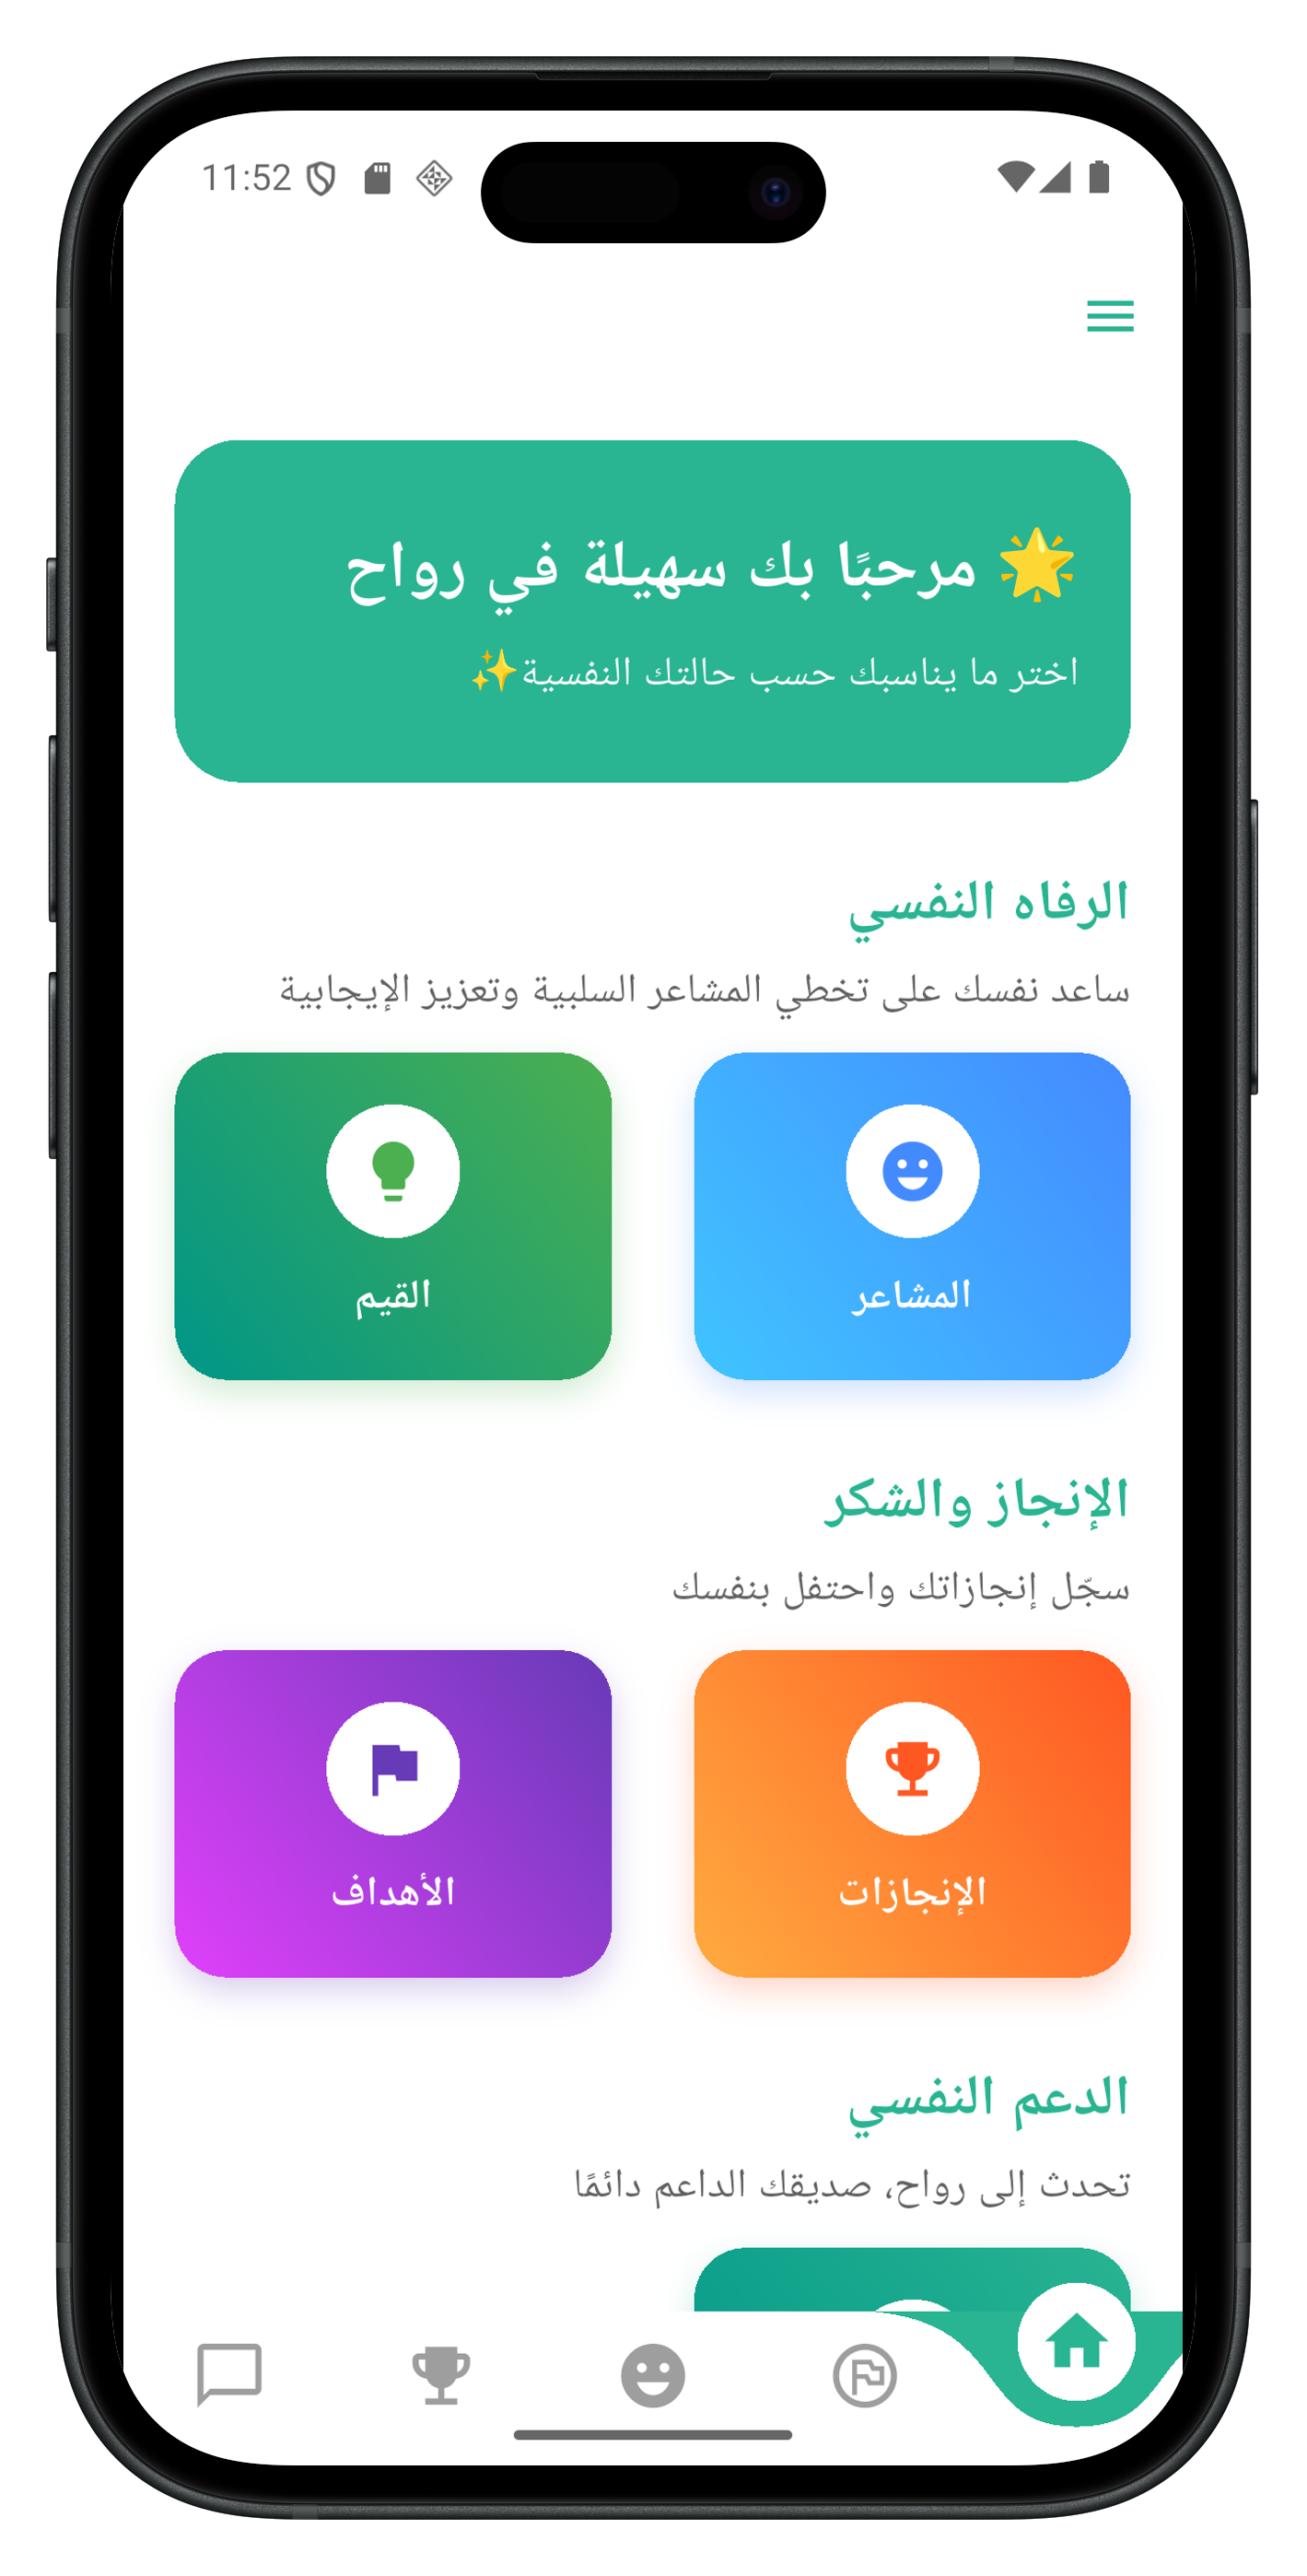 11:52
🌟 مرحبًا بك سهيلة في رواح
اختر ما يناسبك حسب حالتك النفسية✨
الرفاه النفسي
ساعد نفسك على تخطي المشاعر السلبية وتعزيز الإيجابية
المشاعر
القيم
الإنجاز والشكر
سجّل إنجازاتك واحتفل بنفسك
الإنجازات
الأهداف
الدعم النفسي
تحدث إلى رواح، صديقك الداعم دائمًا